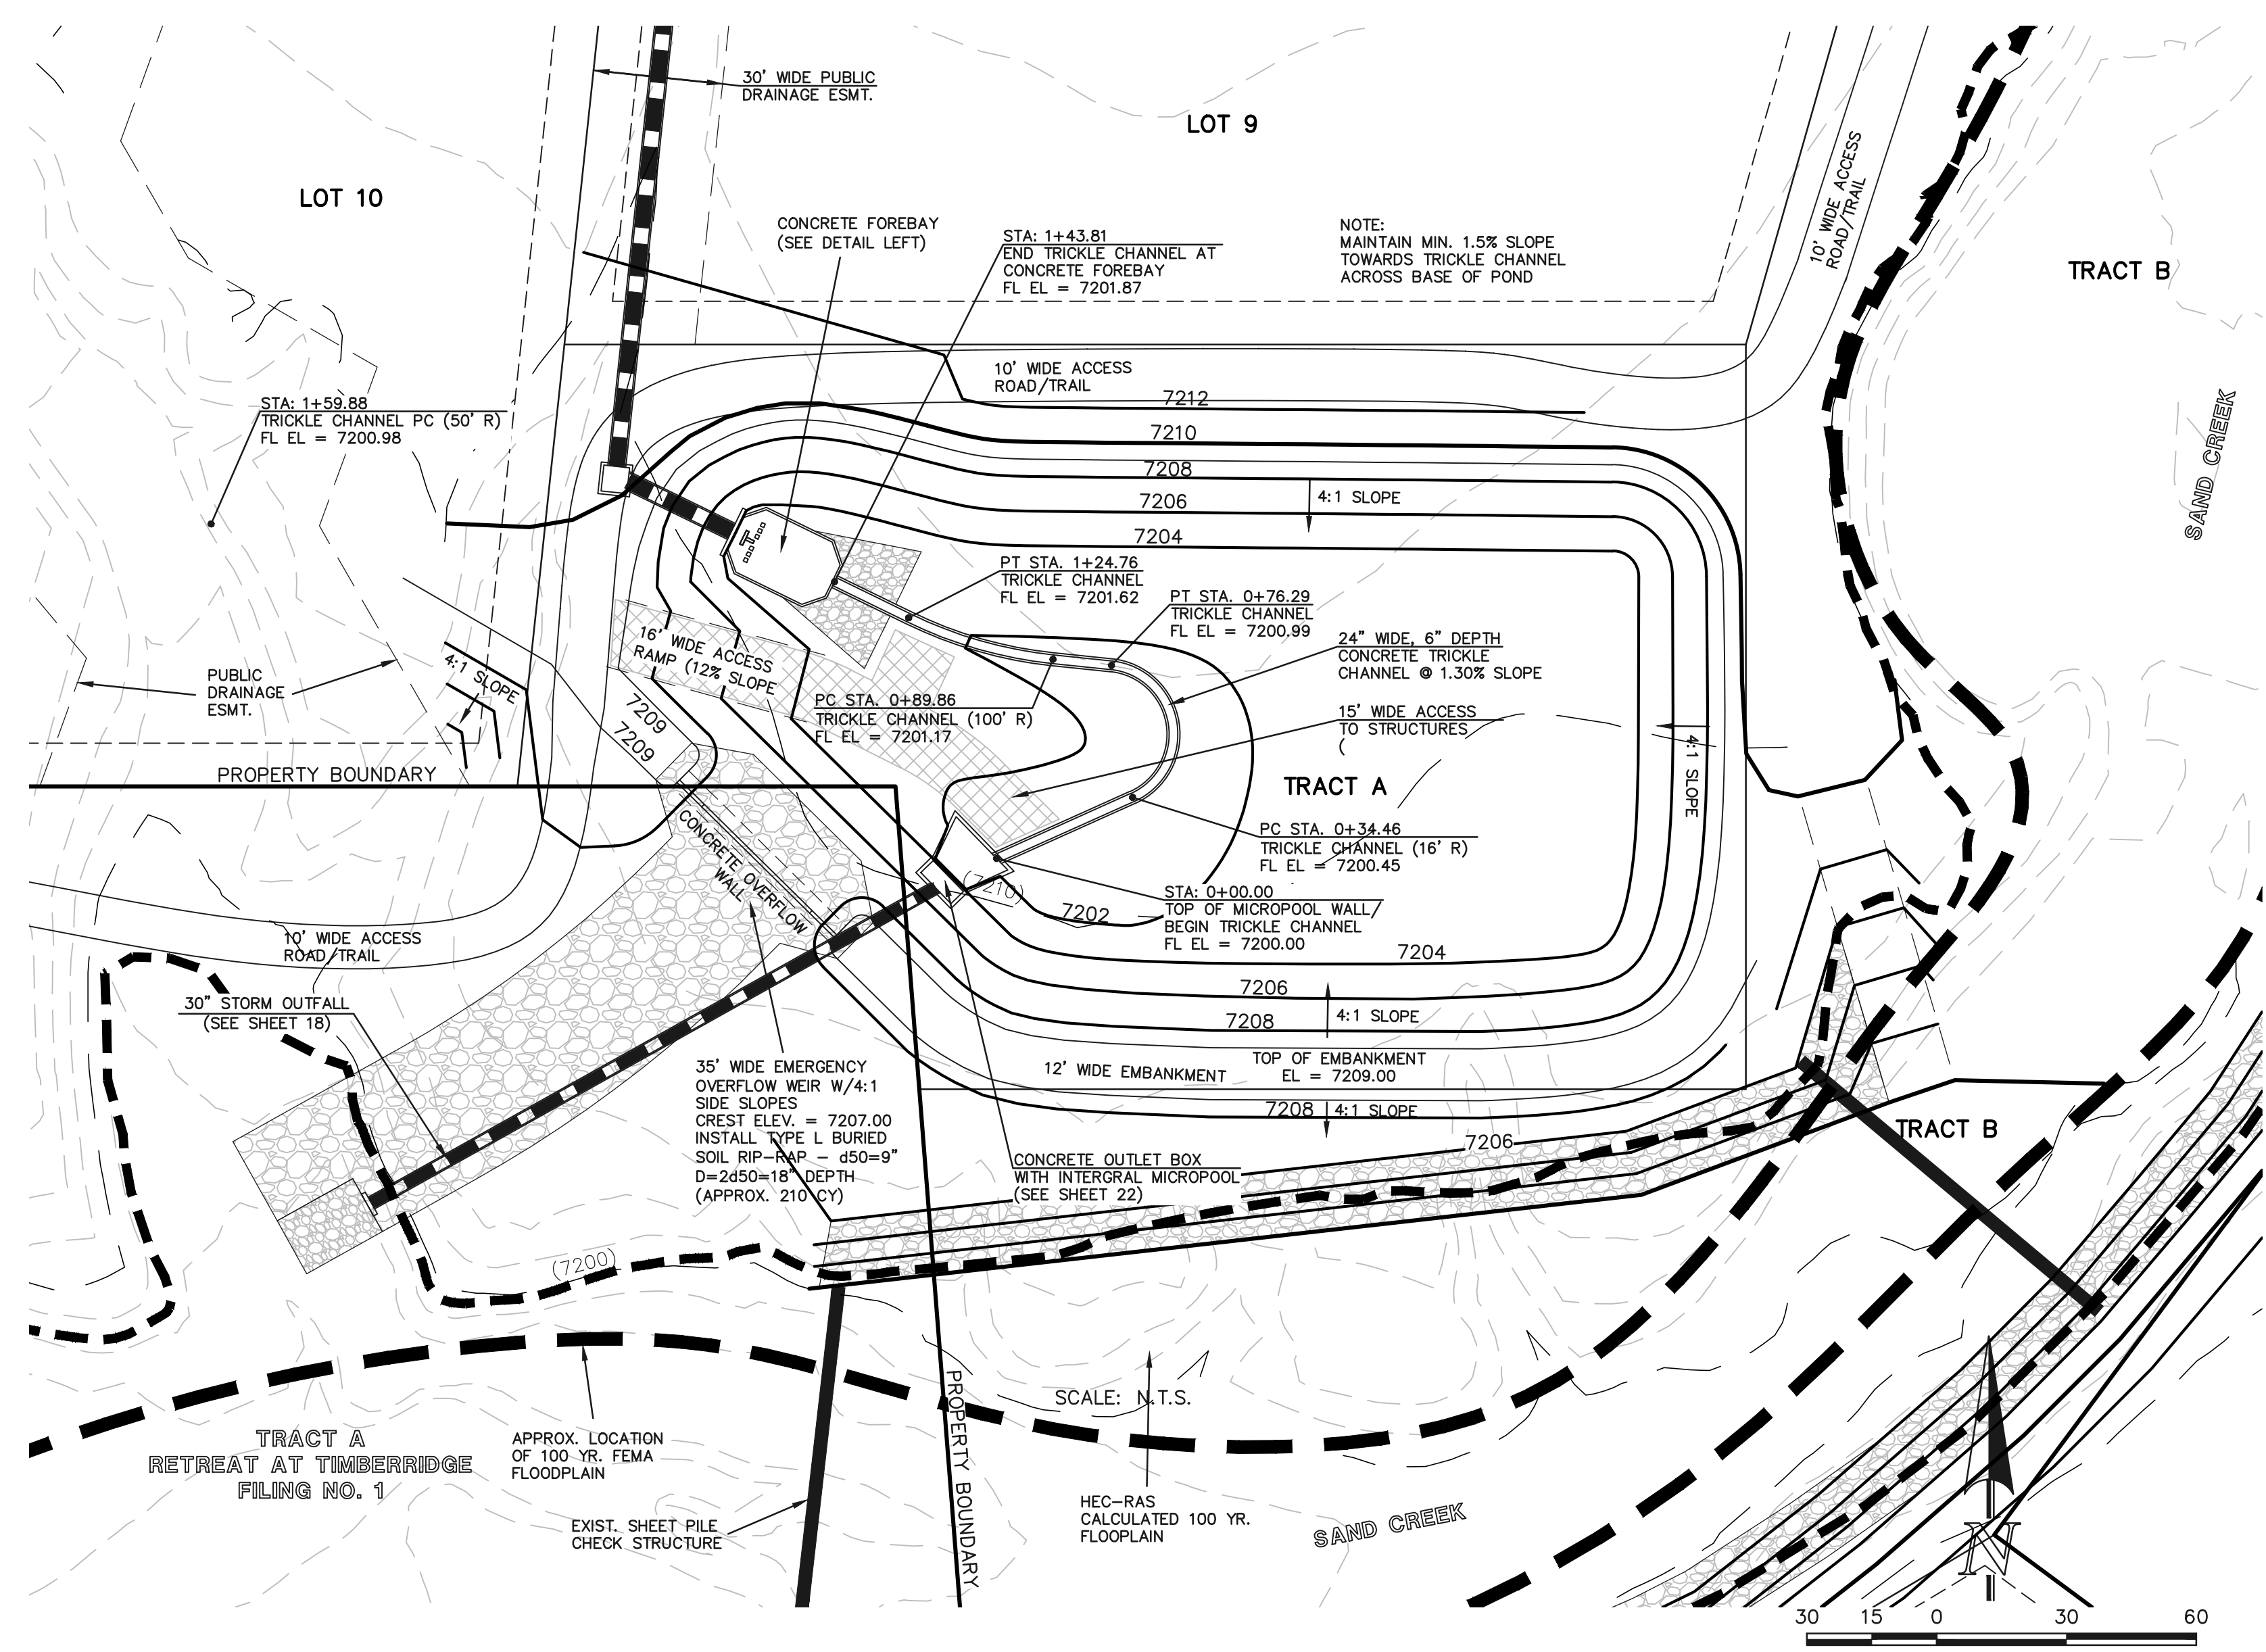 30' WIDE PUBLIC
DRAINAGE ESMT.
LOT 9
LOT 10
10' WIDE ACCESS
ROAD/TRAIL
TRACT B
CONCRETE FOREBAY
(SEE DETAIL LEFT)
STA: 1+43.81
END TRICKLE CHANNEL AT
CONCRETE FOREBAY
FL EL = 7201.87
NOTE:
MAINTAIN MIN. 1.5% SLOPE
TOWARDS TRICKLE CHANNEL
ACROSS BASE OF POND
10' WIDE ACCESS
ROAD/TRAIL
7212
STA: 1+59.88
TRICKLE CHANNEL PC (50' R)
FL EL = 7200.98
7210
7208
7206
4:1 SLOPE
7204
SAND CREEK
PT STA. 1+24.76
TRICKLE CHANNEL
FL EL = 7201.62
PT STA. 0+76.29
TRICKLE CHANNEL
FL EL = 7200.99
16' WIDE ACCESS
RAMP (12% SLOPE
24" WIDE, 6" DEPTH
CONCRETE TRICKLE
CHANNEL @ 1.30% SLOPE
4:1 SLOPE
PUBLIC
DRAINAGE
ESMT.
7209
7209
PC STA. 0+89.86
TRICKLE CHANNEL (100' R)
FL EL = 7201.17
15' WIDE ACCESS
TO STRUCTURES
(
4:1 SLOPE
PROPERTY BOUNDARY
TRACT A
CONCRETE OVERFLOW
WALL
PC STA. 0+34.46
TRICKLE CHANNEL (16' R)
FL EL = 7200.45
(7210)
7202
STA: 0+00.00
TOP OF MICROPOOL WALL/
BEGIN TRICKLE CHANNEL
FL EL = 7200.00
10' WIDE ACCESS
ROAD/TRAIL
7204
7206
30" STORM OUTFALL
(SEE SHEET 18)
7208
4:1 SLOPE
12' WIDE EMBANKMENT
TOP OF EMBANKMENT
EL = 7209.00
35' WIDE EMERGENCY
OVERFLOW WEIR W/4:1
SIDE SLOPES
CREST ELEV. = 7207.00
INSTALL TYPE L BURIED
SOIL RIP-RAP - d50=9"
D=2d50=18" DEPTH
(APPROX. 210 CY)
7208
4:1 SLOPE
7206
TRACT B
CONCRETE OUTLET BOX
WITH INTERGRAL MICROPOOL
(SEE SHEET 22)
(7200)
PROPERTY BOUNDARY
SCALE: N.T.S.
TRACT A
RETREAT AT TIMBERRIDGE
FILING NO. 1
APPROX. LOCATION
OF 100 YR. FEMA
FLOODPLAIN
EXIST. SHEET PILE
CHECK STRUCTURE
HEC-RAS
CALCULATED 100 YR.
FLOOPLAIN
SAND CREEK
N
30 15 0 30 60